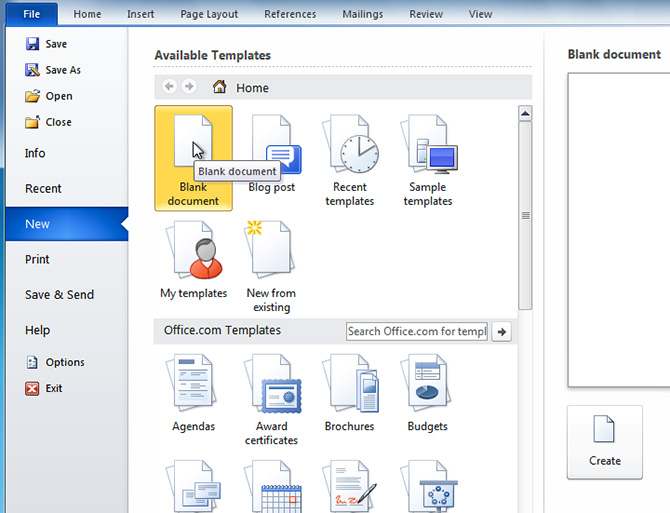 File Home Insert Page Layout References Mailings Review View
Save
Save As
Open
Close
Info
Recent
New
Print
Save & Send
Help
Options
Exit
Available Templates
Home
Blank document
Blank
document
Blog post
Recent
templates
Sample
templates
My templates
New from
existing
Office.com Templates
Search Office.com for templ
Agendas
Award
certificates
Brochures
Budgets
Blank document
Create